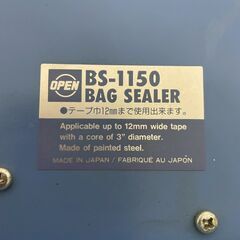 OPEN
BS-1150
BAG SEALER
●テープ巾12mmまで使用出来ます。
Applicable up to 12mm wide tape
with a core of 3" diameter.
Made of painted steel.
MADE IN JAPAN / FABRIQUÉ AU JAPÓN